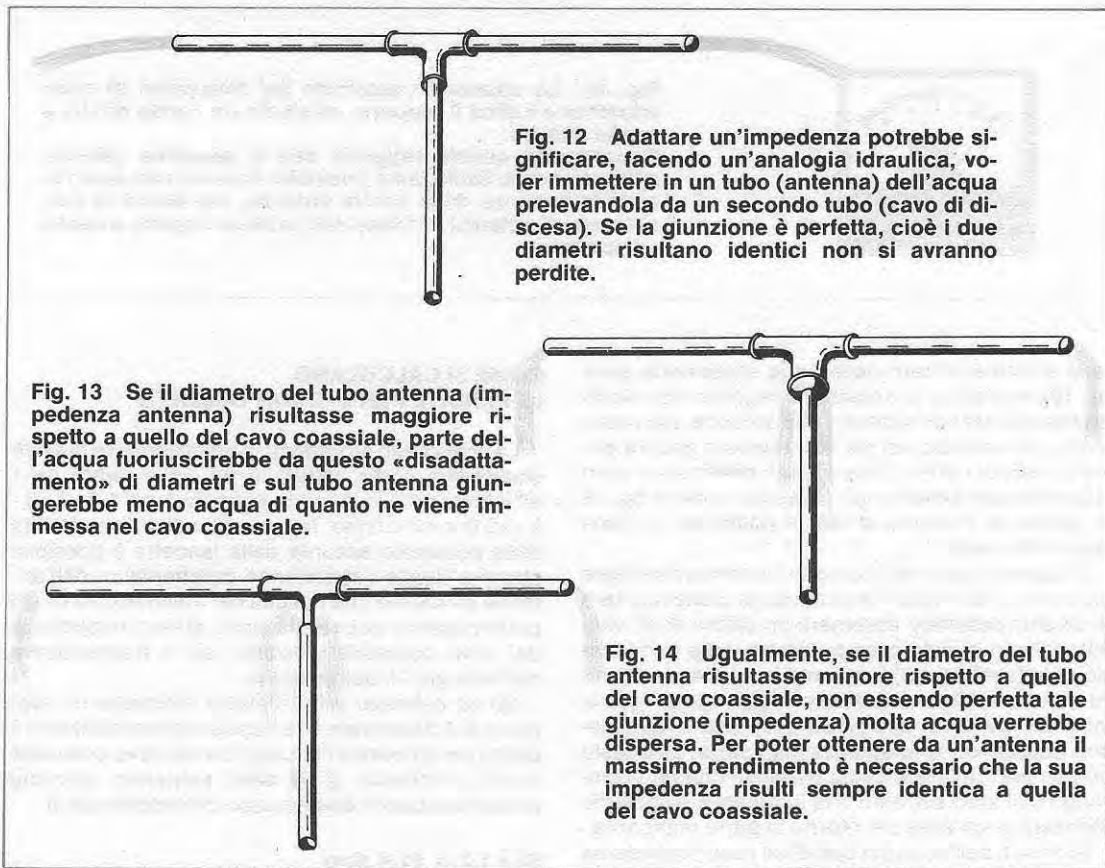 Fig. 12 Adattare un'impedenza potrebbe si-
gnificare, facendo un'analogia idraulica, vo-
ler immettere in un tubo (antenna) dell'acqua
prelevandola da un secondo tubo (cavo di di-
scesa). Se la giunzione è perfetta, cioè i due
diametri risultano identici non si avranno
perdite.
Fig. 13 Se il diametro del tubo antenna (im-
pedenza antenna) risultasse maggiore ri-
spetto a quello del cavo coassiale, parte del-
l'acqua fuoriuscirebbe da questo «disadatta-
mento» di diametri e sul tubo antenna giun-
gerebbe meno acqua di quanto ne viene im-
messa nel cavo coassiale.
Fig. 14 Ugualmente, se il diametro del tubo
antenna risultasse minore rispetto a quello
del cavo coassiale, non essendo perfetta tale
giunzione (impedenza) molta acqua verrebbe
dispersa. Per poter ottenere da un'antenna il
massimo rendimento è necessario che la sua
impedenza risulti sempre identica a quella
del cavo coassiale.